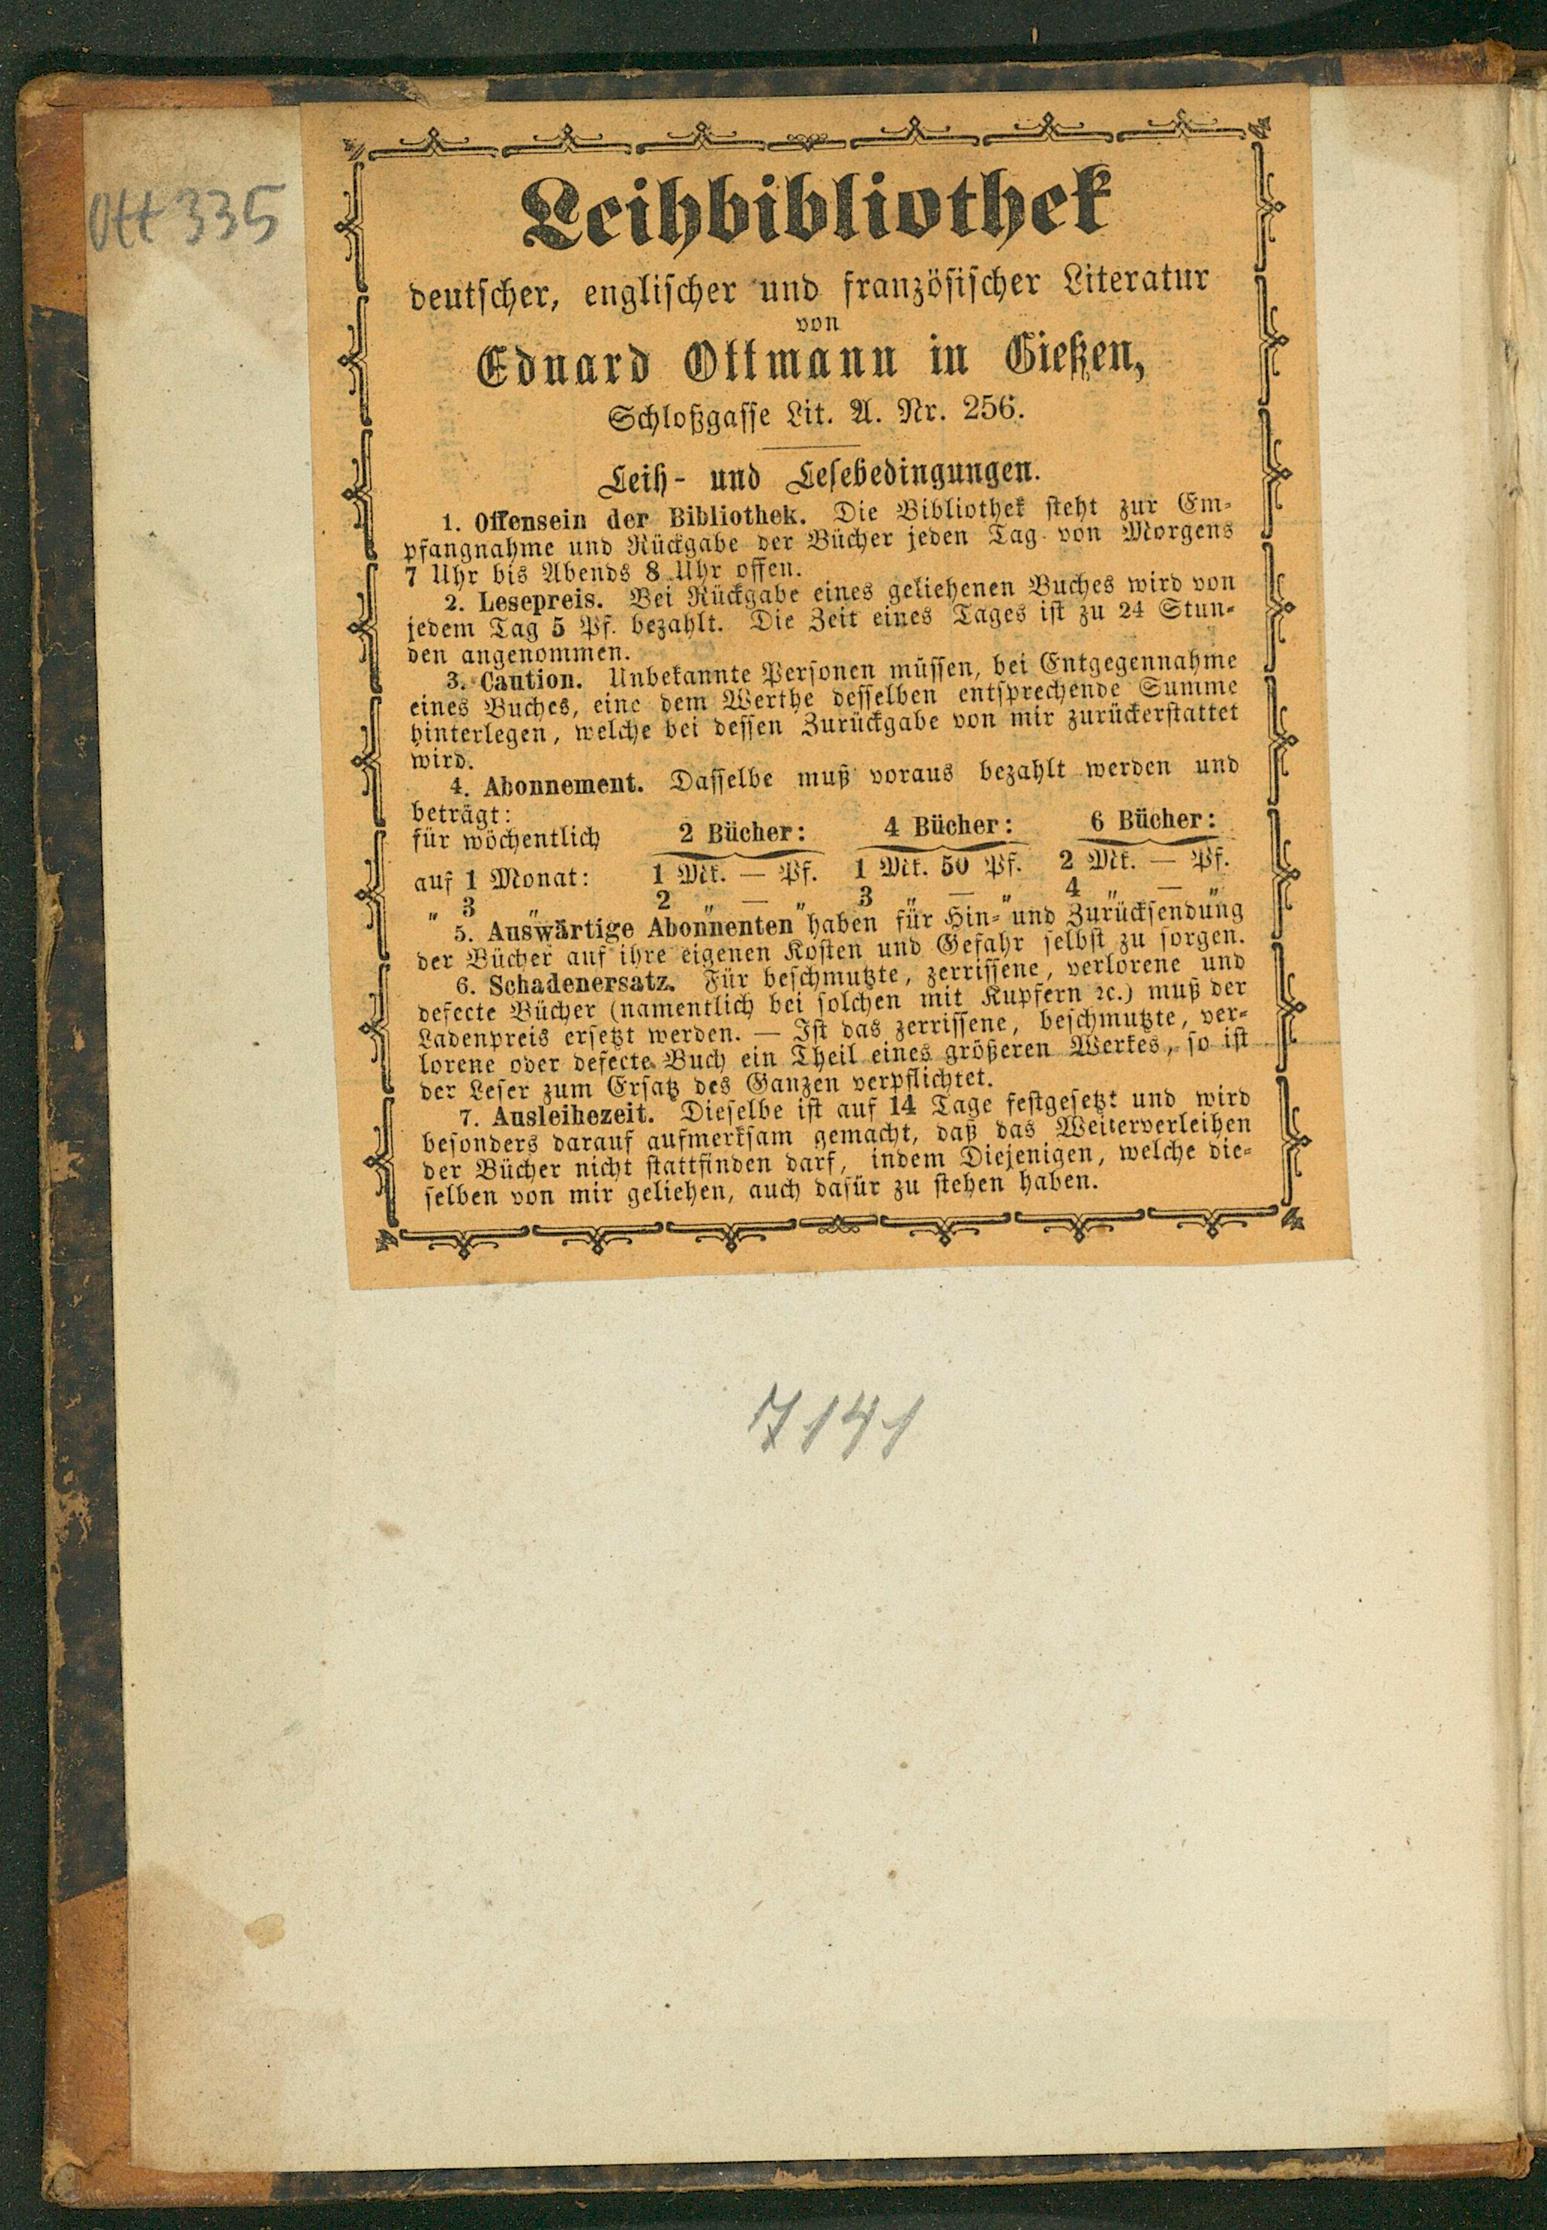 Ott 335
Leihbibliothek
deutscher, englischer und französischer Literatur
von
Eduard Ottmann in Gießen,
Schloßgasse Lit. A. Nr. 256.
Leih- und Lesebedingungen.
1. Offensein der Bibliothek. Die Bibliothek steht zur Em-
pfangnahme und Rückgabe der Bücher jeden Tag von Morgens
7 Uhr bis Abends 8 Uhr offen.
2. Lesepreis. Bei Rückgabe eines geliehenen Buches wird von
jedem Tag 5 Pf. bezahlt. Die Zeit eines Tages ist zu 24 Stun-
den angenommen.
3. Caution. Unbekannte Personen müssen, bei Entgegennahme
eines Buches, eine dem Werthe desselben entsprechende Summe
hinterlegen, welche bei dessen Zurückgabe von mir zurückerstattet
wird.
4. Abonnement. Dasselbe muß voraus bezahlt werden und
beträgt:
für wöchentlich 2 Bücher: 4 Bücher: 6 Bücher:
auf 1 Monat: 1 Mk. — Pf. 1 Mk. 50 Pf. 2 Mk. — Pf.
„ 3 „ 2 „ — „ 3 „ — „ 4 „ — „
5. Auswärtige Abonnenten haben für Hin- und Zurücksendung
der Bücher auf ihre eigenen Kosten und Gefahr selbst zu sorgen.
6. Schadenersatz. Für beschmutzte, zerrissene, verlorene und
defecte Bücher (namentlich bei solchen mit Kupfern ꝛc.) muß der
Ladenpreis ersetzt werden. — Ist das zerrissene, beschmutzte, ver-
lorene oder defecte Buch ein Theil eines größeren Werkes, so ist
der Leser zum Ersatz des Ganzen verpflichtet.
7. Ausleihezeit. Dieselbe ist auf 14 Tage festgesetzt und wird
besonders darauf aufmerksam gemacht, daß das Weiterverleihen
der Bücher nicht stattfinden darf, indem Diejenigen, welche die-
selben von mir geliehen, auch dafür zu stehen haben.
7141